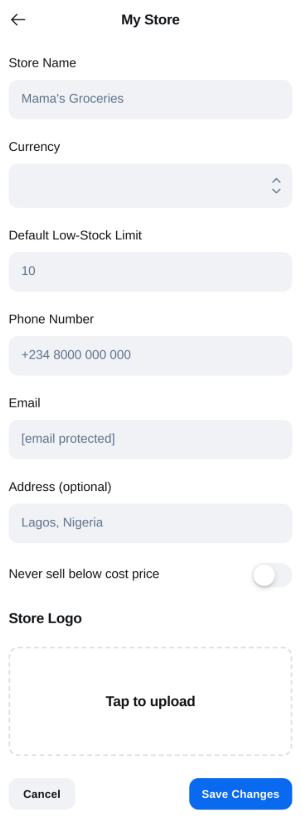 My Store
Store Name
Mama's Groceries
Currency
Default Low-Stock Limit
10
Phone Number
+234 8000 000 000
Email
[email protected]
Address (optional)
Lagos, Nigeria
Never sell below cost price
Store Logo
Tap to upload
Cancel
Save Changes